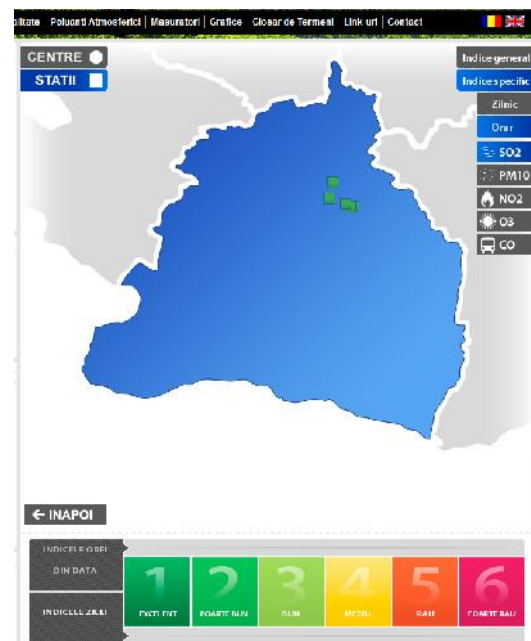 alitate Poluanti Atmosferici | Masuratori | Grafice Glosar de Termeni Link uri | Contact
CENTRE
STATII
Indice general
Indice specific
Zilnic
Orar
SO2
PM10
NO2
O3
CO
← INAPOI
INDICELE OREI
DIN DATA
INDICELE ZILEI
1 2 3 4 5 6
EXCELENT FOARTE BUN BUN MEDIU RAU FOARTE RAU